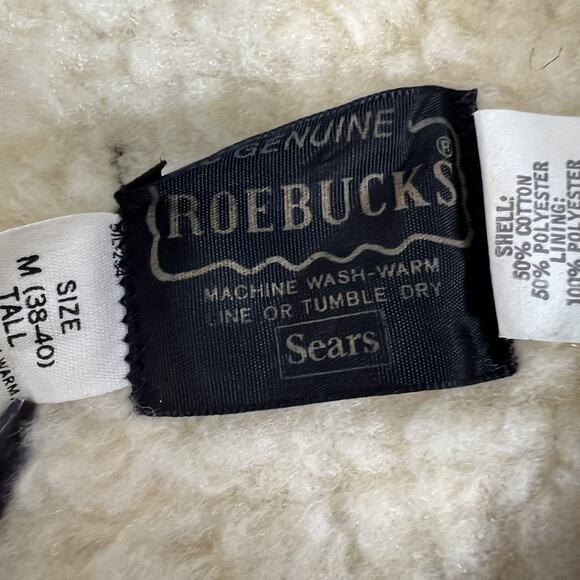 GENUINE
ROEBUCKS®
MACHINE WASH-WARM
LINE OR TUMBLE DRY
Sears
SIZE
M (38-40)
TALL
WARM
SHELL:
50% COTTON
50% POLYESTER
LINING:
100% POLYESTER